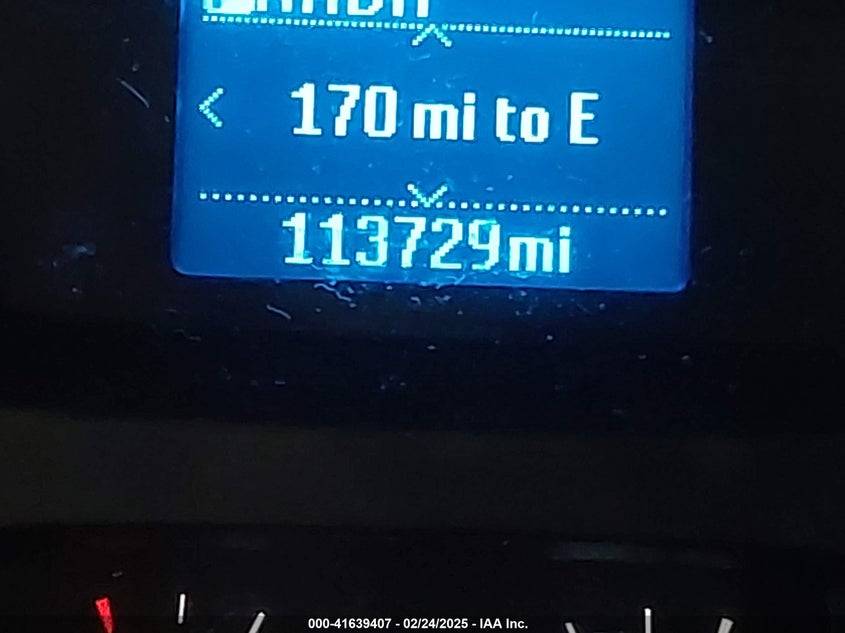 170 mi to E
113729mi
000-41639407 - 02/24/2025 - IAA Inc.